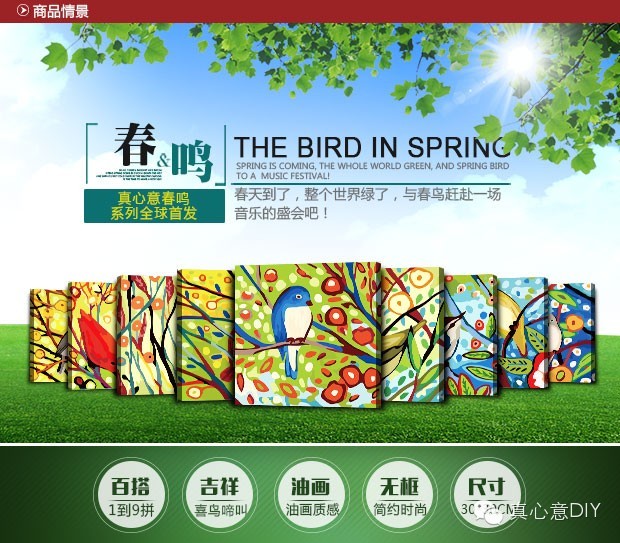 商品情景
春&鸣
THE BIRD IN SPRING
SPRING IS COMING, THE WHOLE WORLD GREEN, AND SPRING BIRD
TO A MUSIC FESTIVAL!
真心意春鸣
系列全球首发
春天到了，整个世界绿了，与春鸟赶赴一场
音乐的盛会吧！
百搭
1到9拼
吉祥
喜鸟啼叫
油画
油画质感
无框
简约时尚
尺寸
真心意DIY